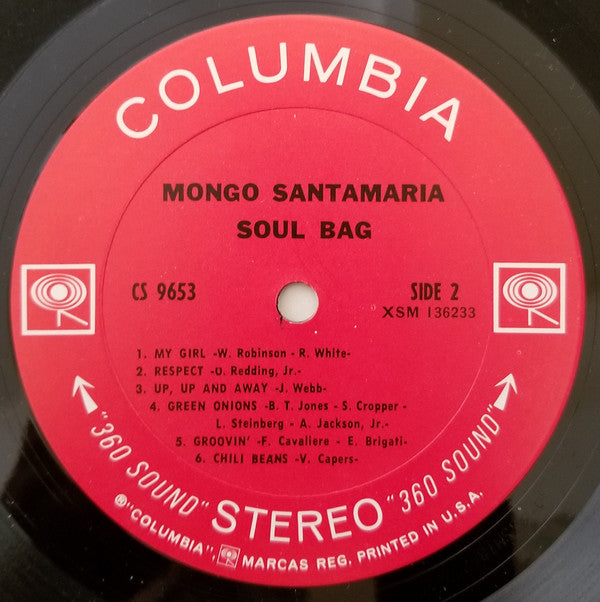 COLUMBIA
MONGO SANTAMARIA
SOUL BAG
CS 9653
SIDE 2
XSM 136233
1. MY GIRL -W. Robinson - R. White-
2. RESPECT -O. Redding, Jr.-
3. UP, UP AND AWAY -J. Webb-
4. GREEN ONIONS -B. T. Jones - S. Cropper -
L. Steinberg - A. Jackson, Jr.-
5. GROOVIN' -F. Cavaliere - E. Brigati-
6. CHILI BEANS -V. Capers-
"360 SOUND" STEREO "360 SOUND"
® "COLUMBIA", MARCAS REG. PRINTED IN U.S.A.